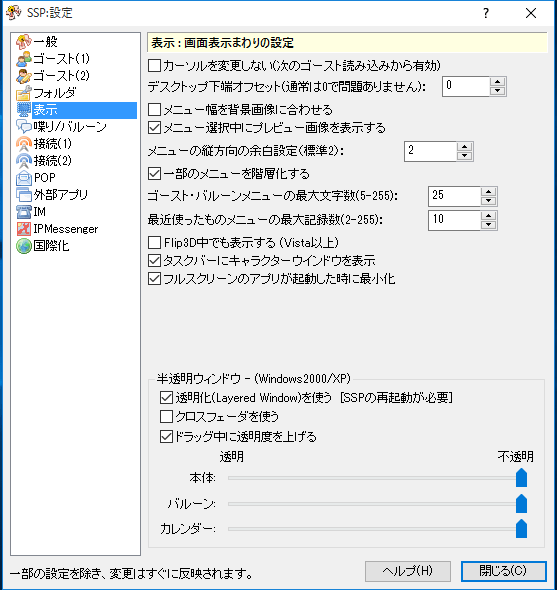 SSP:設定
?
一般
ゴースト(1)
ゴースト(2)
フォルダ
表示
喋り/バルーン
接続(1)
接続(2)
POP
外部アプリ
IM
IPMessenger
国際化
表示 : 画面表示まわりの設定
カーソルを変更しない(次のゴースト読み込みから有効)
デスクトップ下端オフセット(通常は0で問題ありません): 0
メニュー幅を背景画像に合わせる
メニュー選択中にプレビュー画像を表示する
メニューの縦方向の余白設定(標準2): 2
一部のメニューを階層化する
ゴースト・バルーンメニューの最大文字数(5-255): 25
最近使ったものメニューの最大記録数(2-255): 10
Flip3D中でも表示する (Vista以上)
タスクバーにキャラクターウインドウを表示
フルスクリーンのアプリが起動した時に最小化
半透明ウィンドウ - (Windows2000/XP)
透明化(Layered Window)を使う [SSPの再起動が必要]
クロスフェーダを使う
ドラッグ中に透明度を上げる
透明 不透明
本体:
バルーン:
カレンダー:
一部の設定を除き、変更はすぐに反映されます。
ヘルプ(H) 閉じる(C)